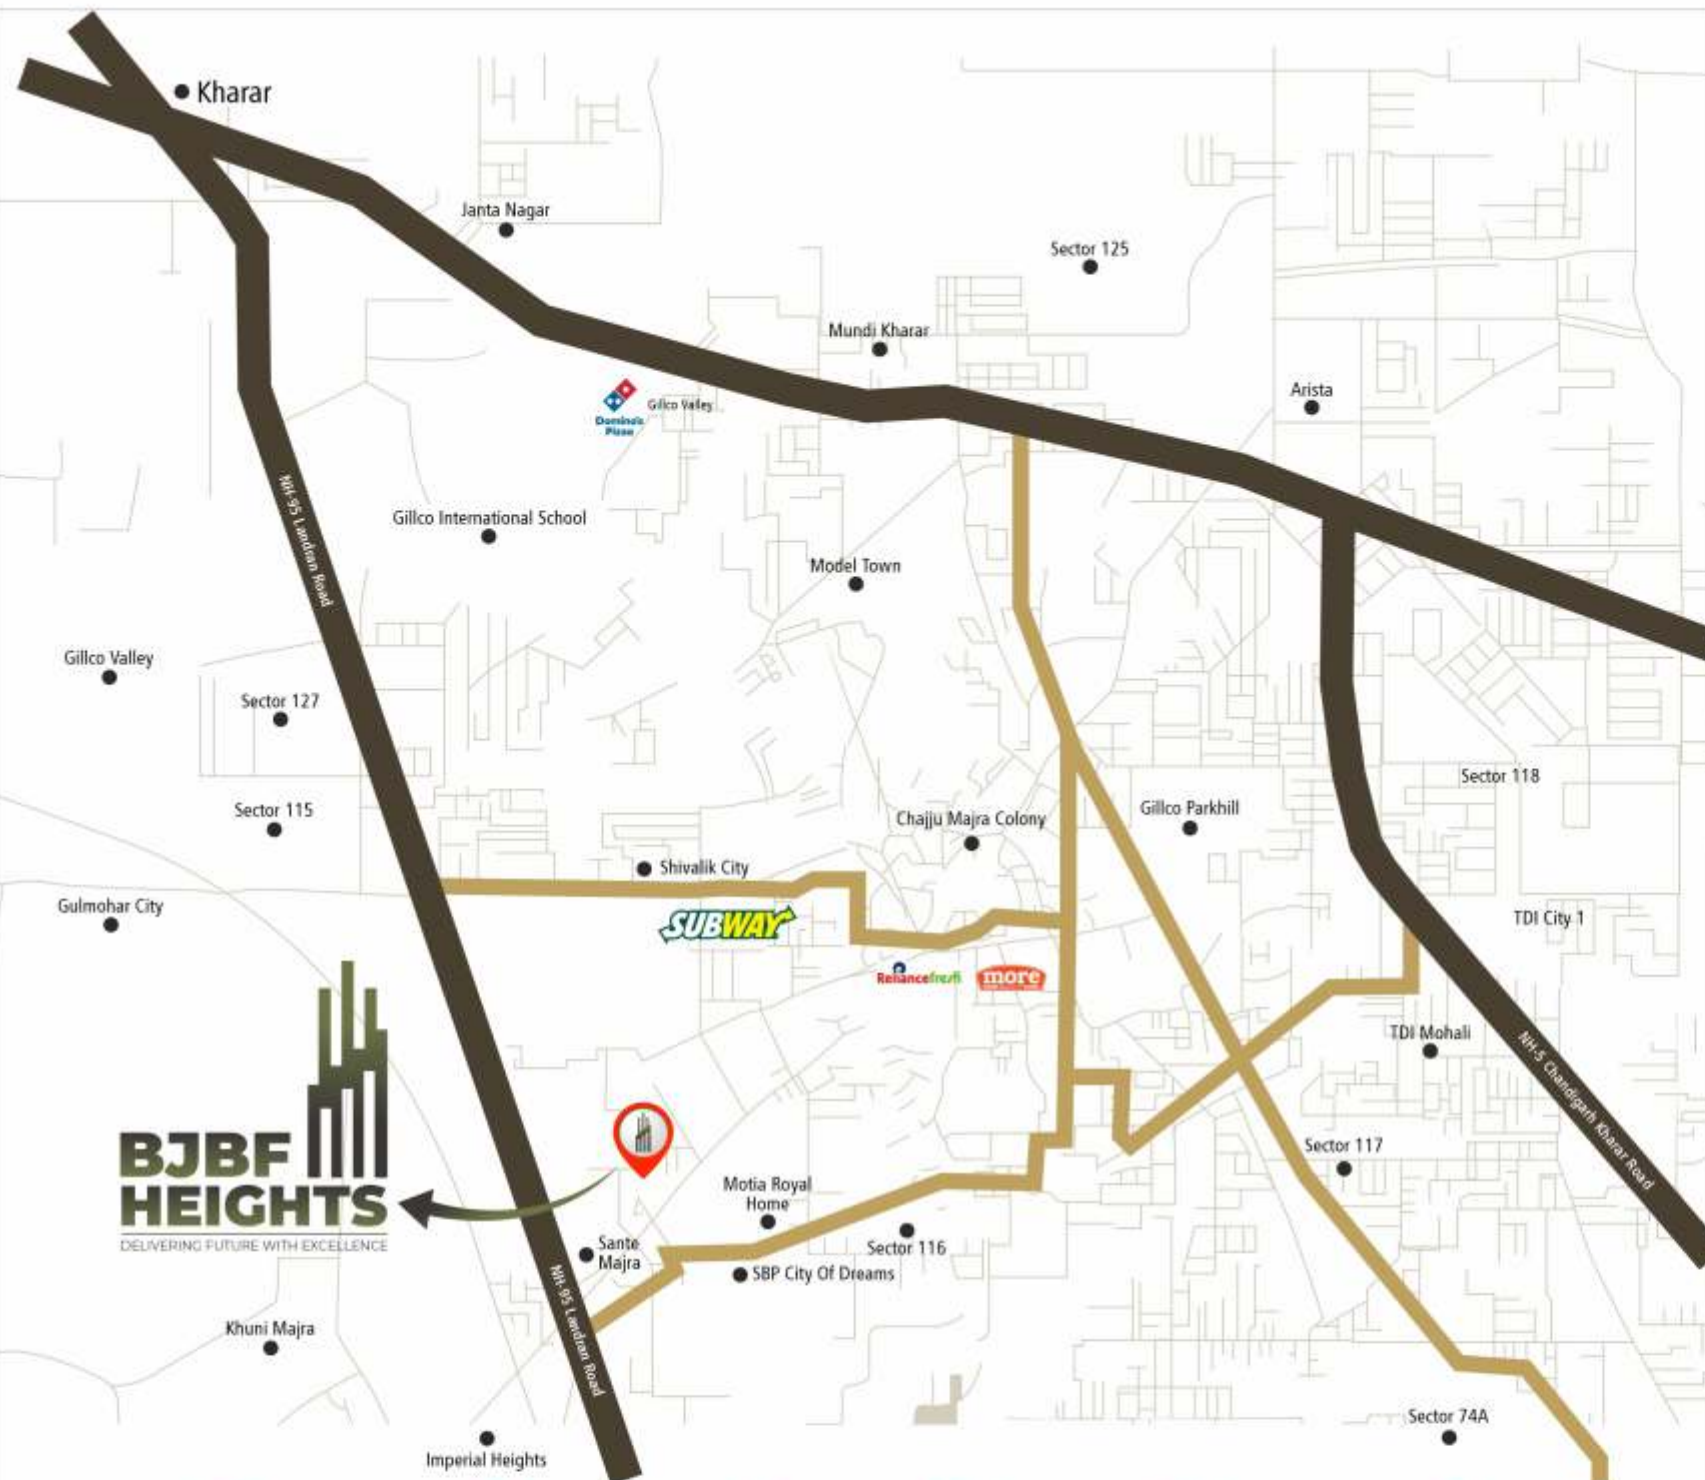 Kharar
Janta Nagar
Sector 125
Mundi Kharar
Arista
Domino's
Pizza
Gillco Valley
NH-95 Landran Road
Gillco International School
Model Town
Gillco Valley
Sector 127
Sector 118
Sector 115
Chajju Majra Colony
Gillco Parkhill
Shivalik City
Gulmohar City
SUBWAY
TDI City 1
Reliance fresh
more
TDI Mohali
NH-5 Chandigarh Kharar Road
BJBF
HEIGHTS
DELIVERING FUTURE WITH EXCELLENCE
Sector 117
Motia Royal
Home
Sante
Majra
Sector 116
SBP City Of Dreams
NH-95 Landran Road
Khuni Majra
Sector 74A
Imperial Heights